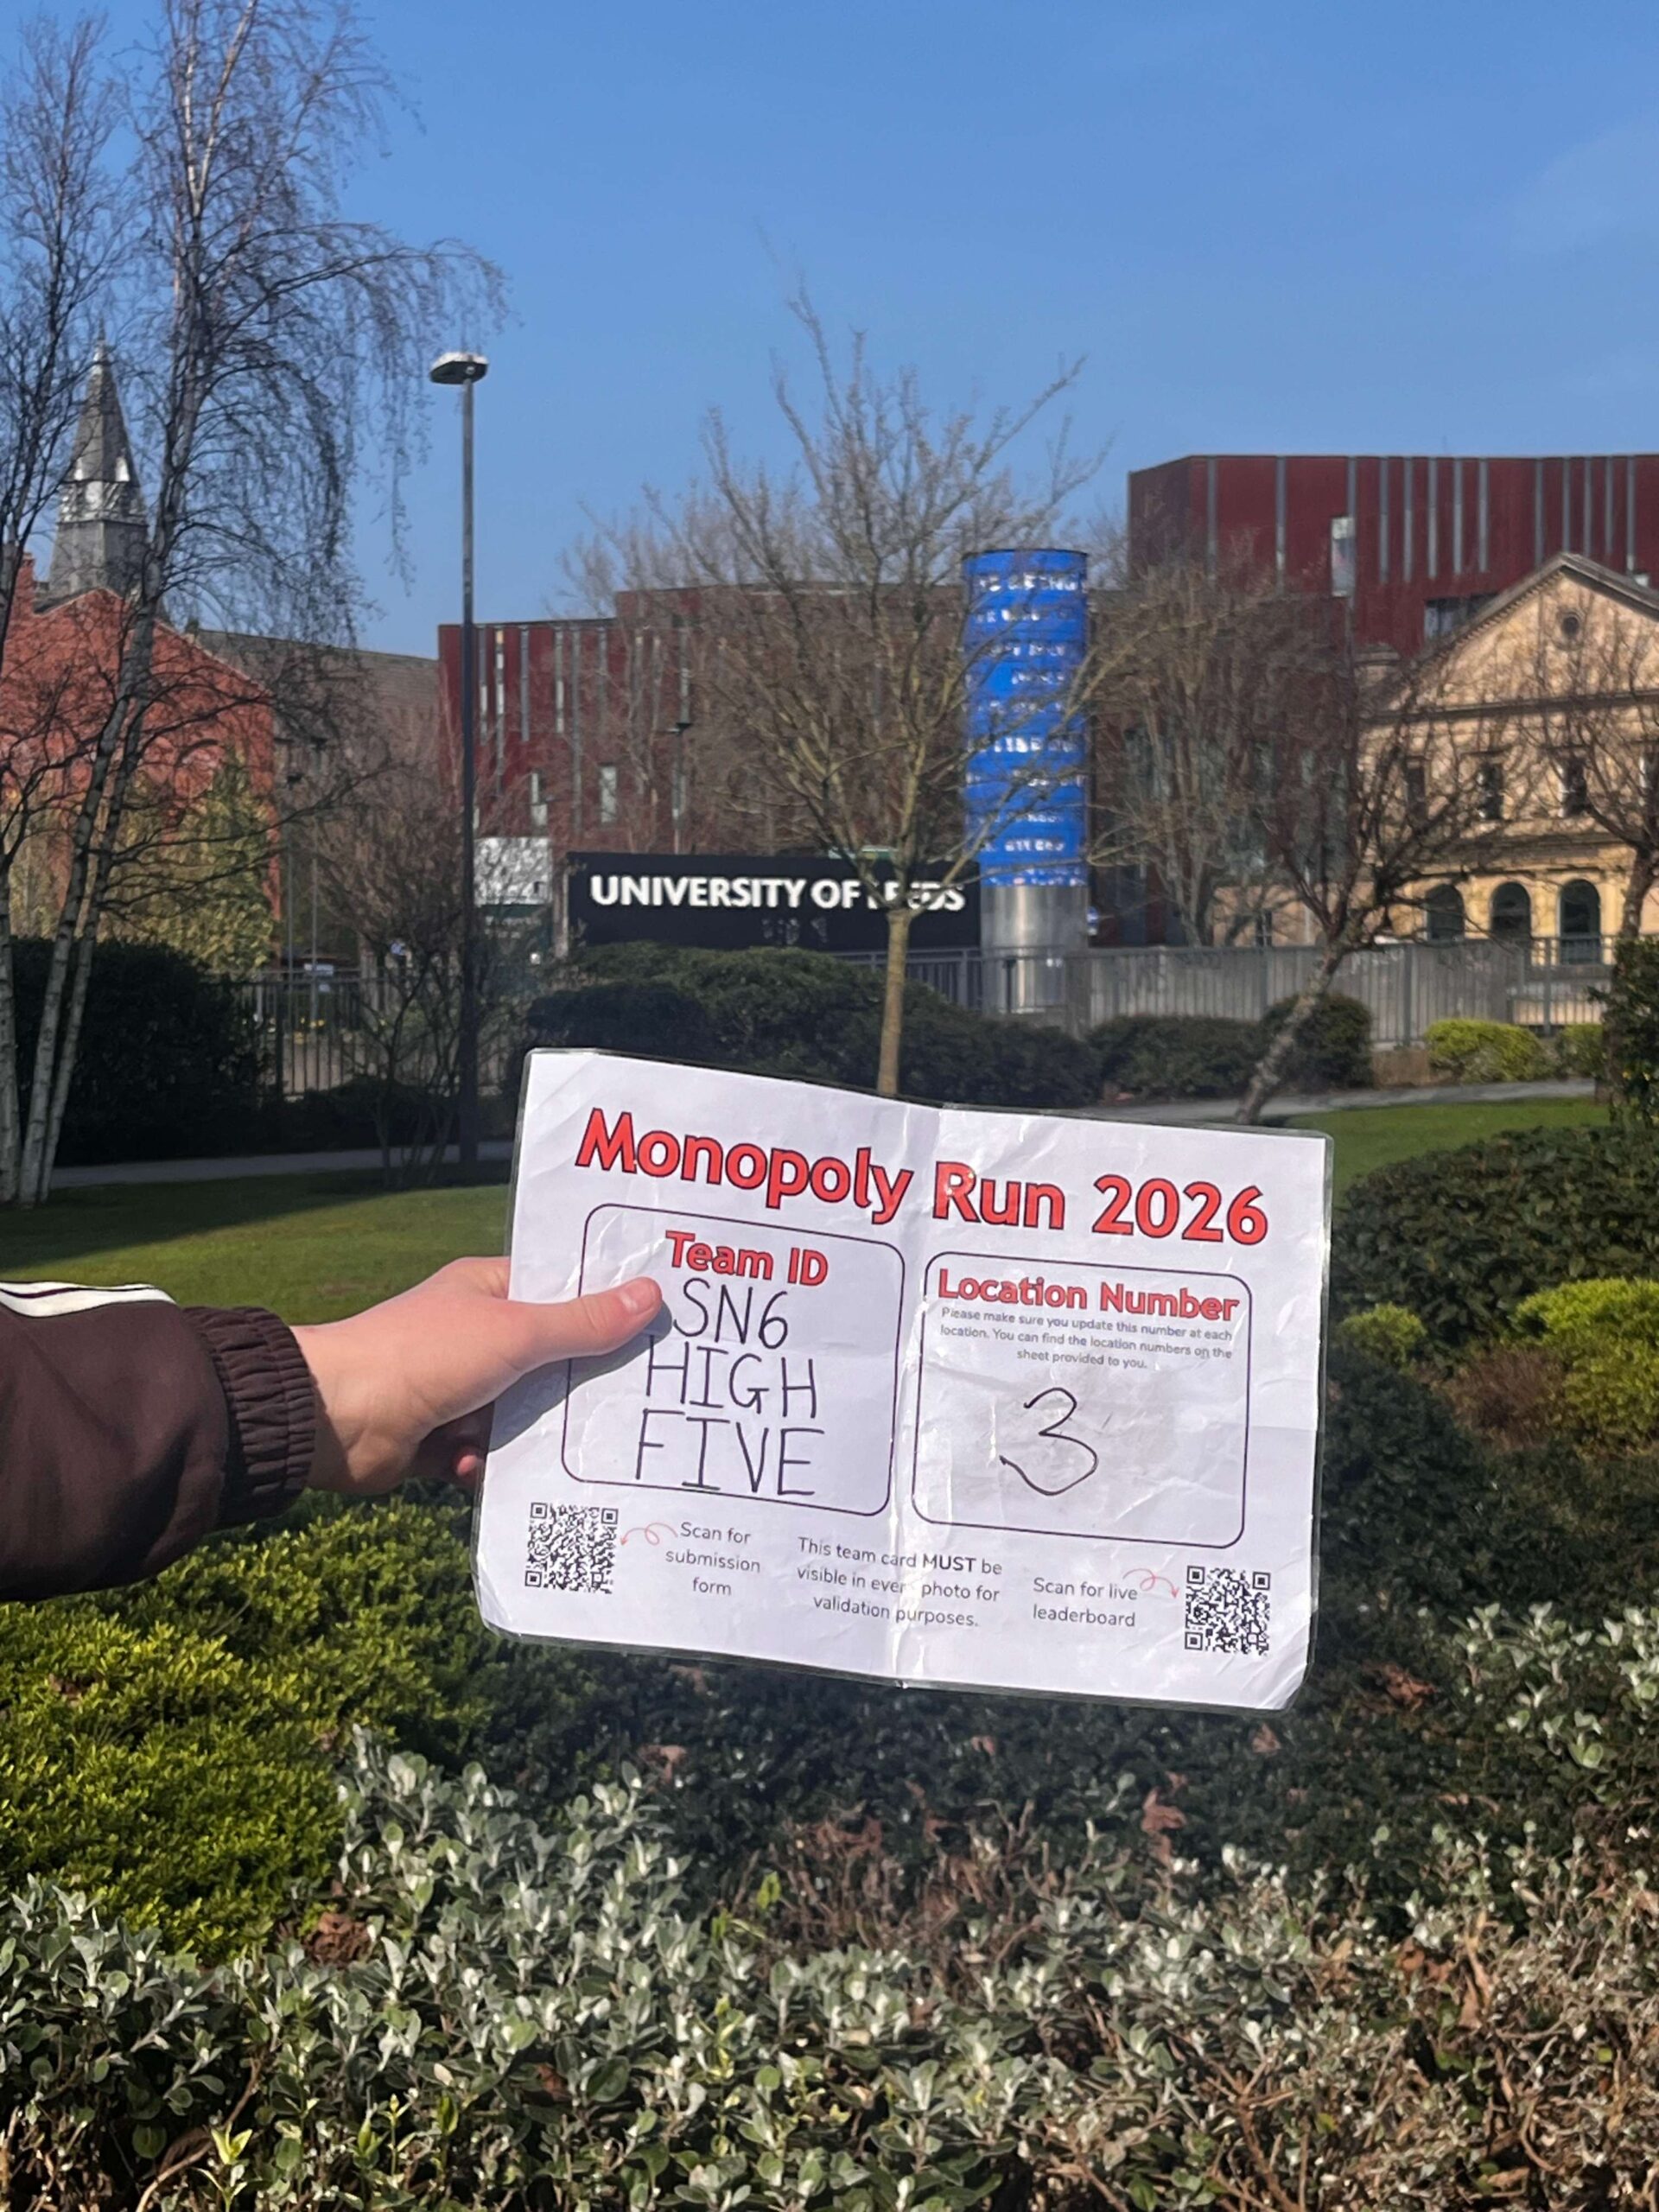 UNIVERSITY OF LEEDS
Monopoly Run 2026
Team ID
SN6
HIGH
FIVE
Location Number
Please make sure you update this number at each
location. You can find the location numbers on the
sheet provided to you.
3
Scan for
submission
form
This team card MUST be
visible in every photo for
validation purposes.
Scan for live
leaderboard